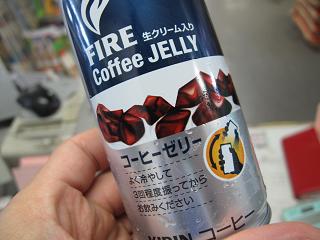 FIRE
生クリーム入り
Coffee JELLY
コーヒーゼリー
よく冷やして
3回程度振ってから
お飲みください
KIRIN コーヒー